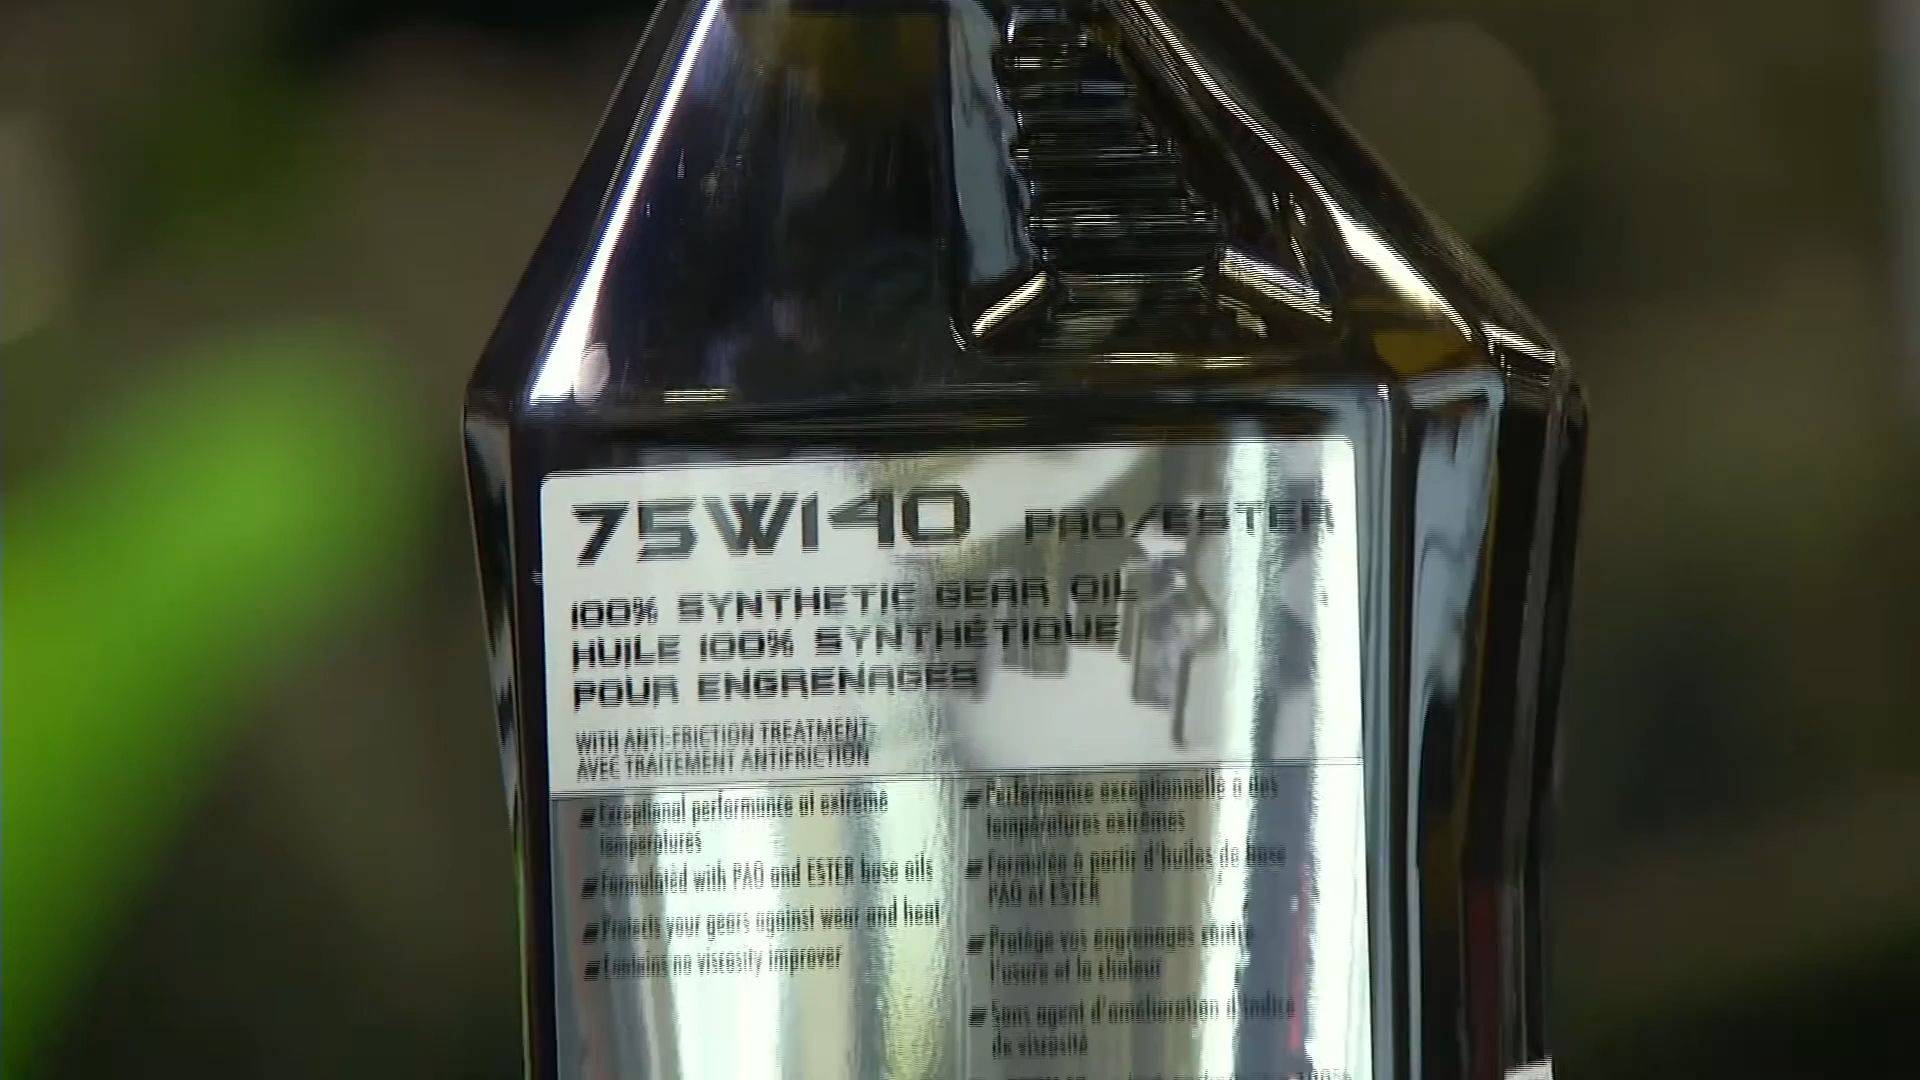 75W140 PAO/ESTER
100% SYNTHETIC GEAR OIL
HUILE 100% SYNTHÉTIQUE
POUR ENGRENAGES
WITH ANTI-FRICTION TREATMENT
AVEC TRAITEMENT ANTIFRICTION
Exceptional performance at extreme
temperatures
Formulated with PAO and ESTER base oils
Protects your gears against wear and heat
Contains no viscosity improver
Performance exceptionnelle à des
températures extrêmes
Formulée à partir d'huiles de base
PAO et ESTER
Protège vos engrenages contre
l'usure et la chaleur
Sans agent d'amélioration d'indice
de viscosité